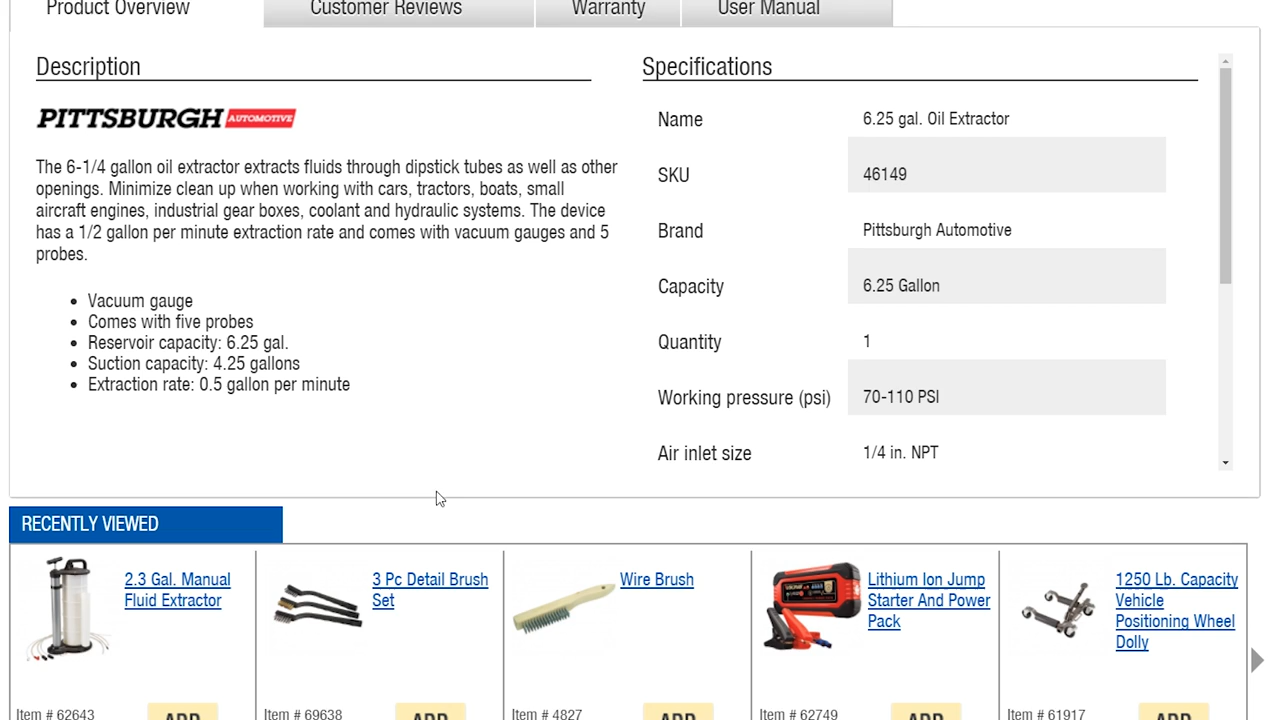 Product Overview
Customer Reviews
Warranty
User Manual
Description
PITTSBURGH AUTOMOTIVE
The 6-1/4 gallon oil extractor extracts fluids through dipstick tubes as well as other
openings. Minimize clean up when working with cars, tractors, boats, small
aircraft engines, industrial gear boxes, coolant and hydraulic systems. The device
has a 1/2 gallon per minute extraction rate and comes with vacuum gauges and 5
probes.
Vacuum gauge
Comes with five probes
Reservoir capacity: 6.25 gal.
Suction capacity: 4.25 gallons
Extraction rate: 0.5 gallon per minute
Specifications
Name 6.25 gal. Oil Extractor
SKU 46149
Brand Pittsburgh Automotive
Capacity 6.25 Gallon
Quantity 1
Working pressure (psi) 70-110 PSI
Air inlet size 1/4 in. NPT
RECENTLY VIEWED
2.3 Gal. Manual
Fluid Extractor
Item # 62643
ADD
3 Pc Detail Brush
Set
Item # 69638
ADD
Wire Brush
Item # 4827
ADD
Lithium Ion Jump
Starter And Power
Pack
Item # 62749
ADD
1250 Lb. Capacity
Vehicle
Positioning Wheel
Dolly
Item # 61917
ADD